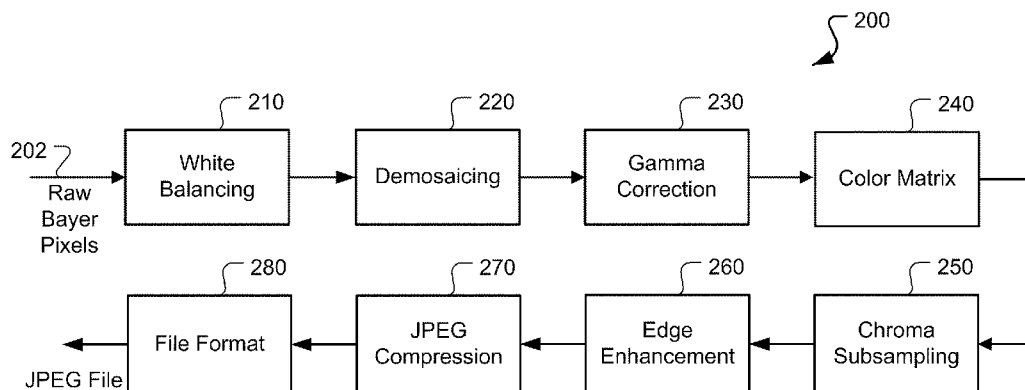 200
210
220
230
240
202
White
Balancing
Demosaicing
Gamma
Correction
Color Matrix
Raw
Bayer
Pixels
280
270
260
250
File Format
JPEG
Compression
Edge
Enhancement
Chroma
Subsampling
JPEG File